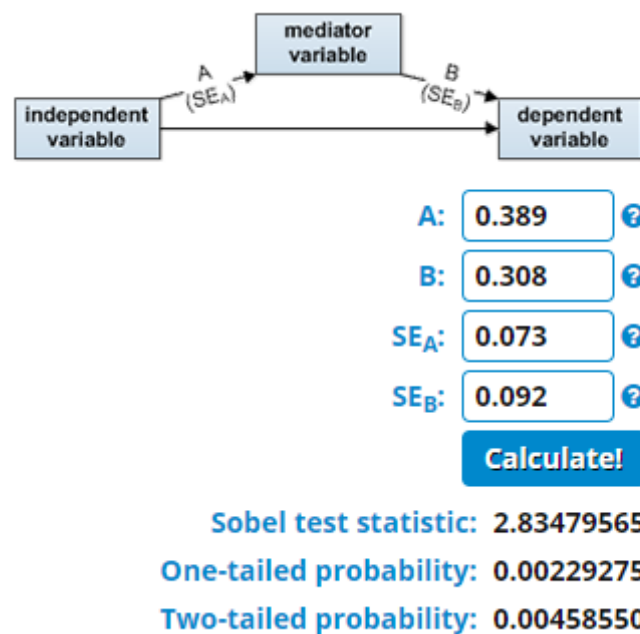 mediator
variable
A
(SEA)
B
(SEB)
independent
variable
dependent
variable
A: 0.389 ?
B: 0.308 ?
SEA: 0.073 ?
SEB: 0.092 ?
Calculate!
Sobel test statistic: 2.83479565
One-tailed probability: 0.00229275
Two-tailed probability: 0.00458550